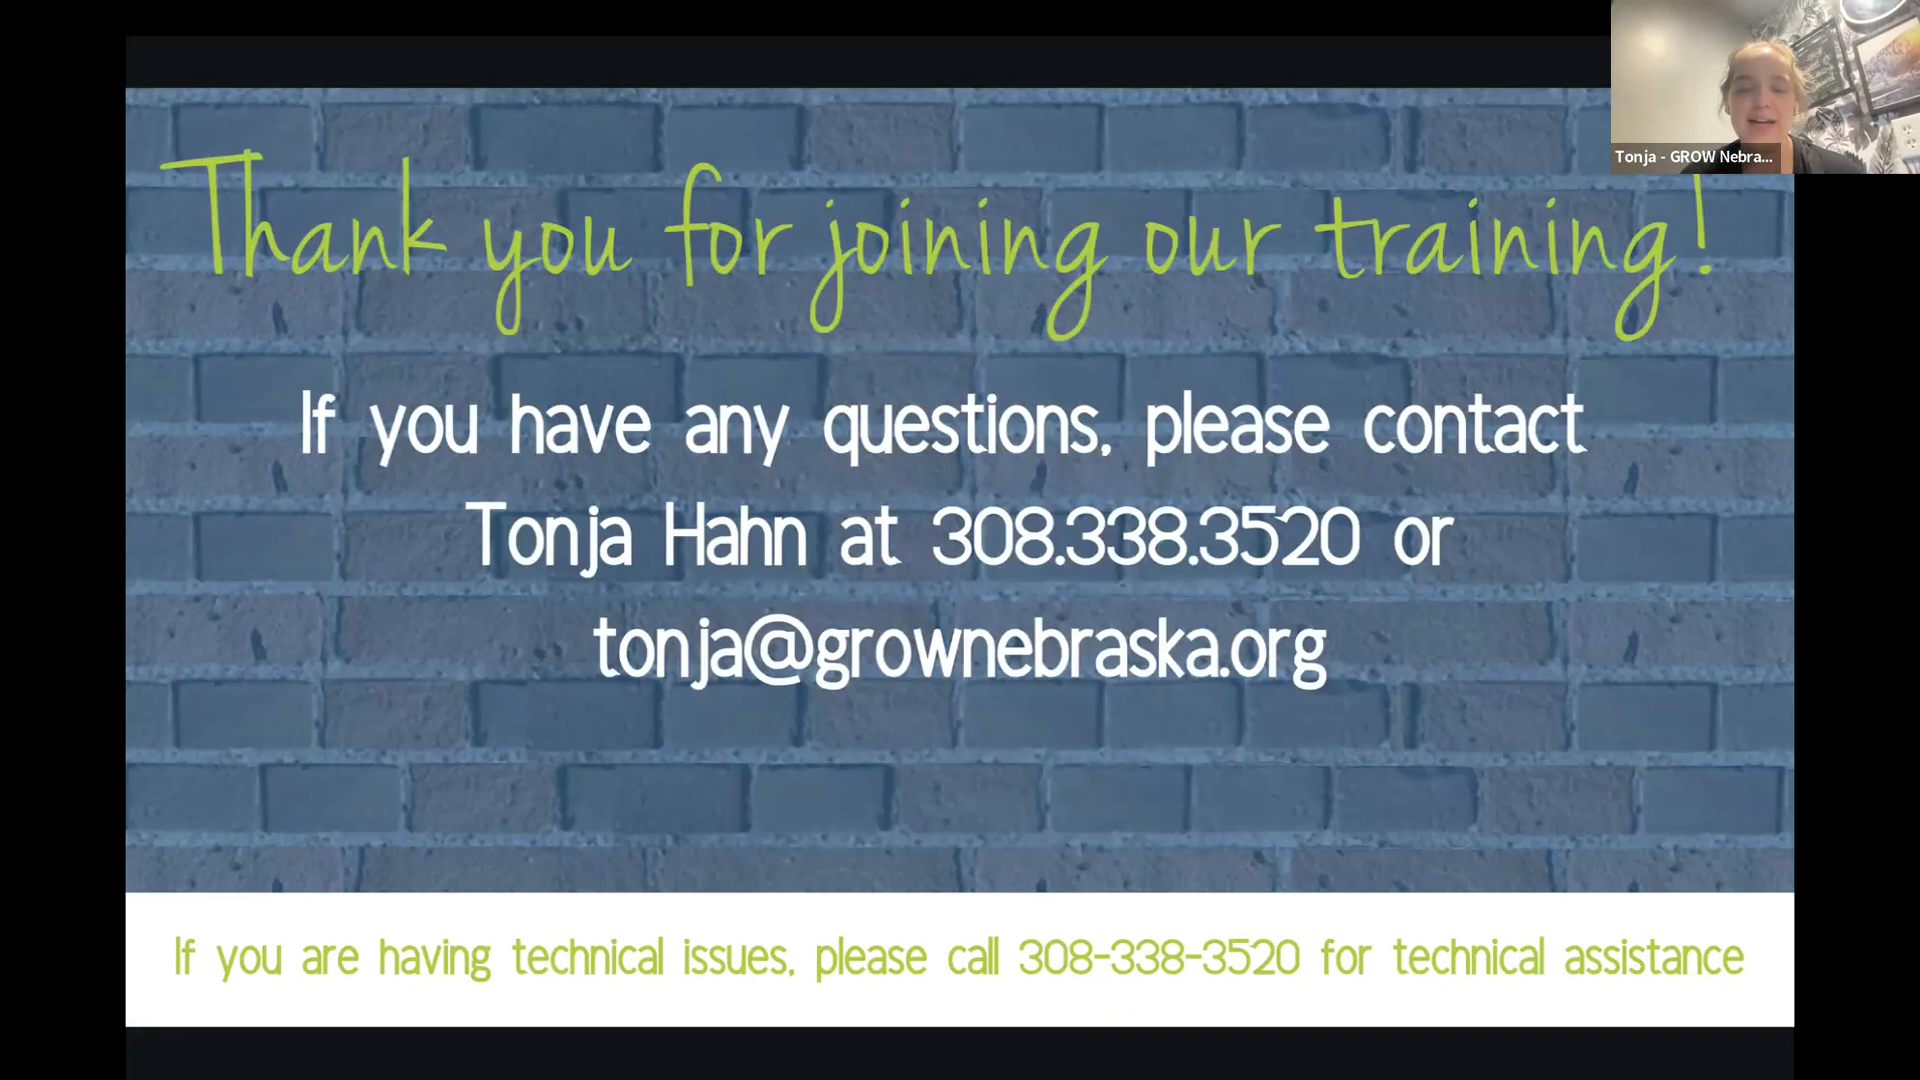 Tonja - GROW Nebra...
Thank you for joining our training!
If you have any questions, please contact
Tonja Hahn at 308.338.3520 or
tonja@grownebraska.org
If you are having technical issues, please call 308-338-3520 for technical assistance